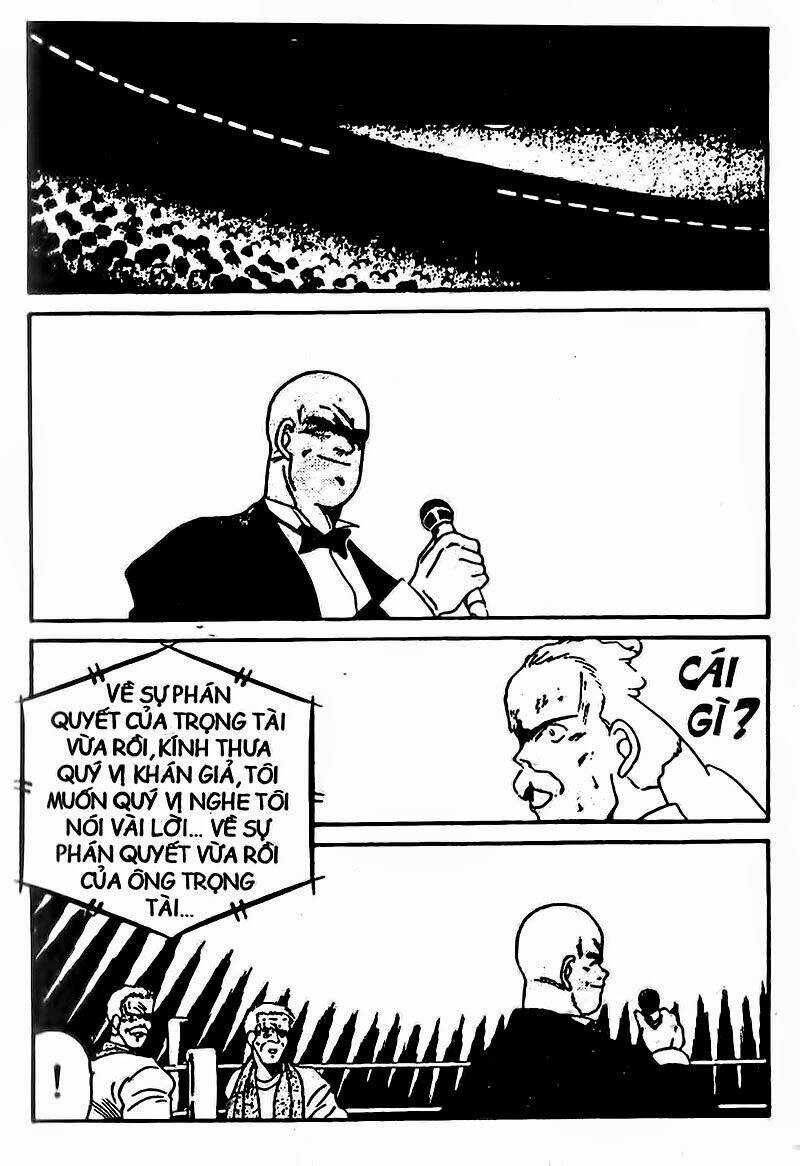 VỀ SỰ PHÁN
QUYẾT CỦA TRỌNG TÀI
VỪA RỒI, KÍNH THƯA
QUÝ VỊ KHÁN GIẢ, TÔI
MUỐN QUÝ VỊ NGHE TÔI
NÓI VÀI LỜI... VỀ SỰ
PHÁN QUYẾT VỪA RỒI
CỦA ÔNG TRỌNG
TÀI...
CÁI
GÌ?
!